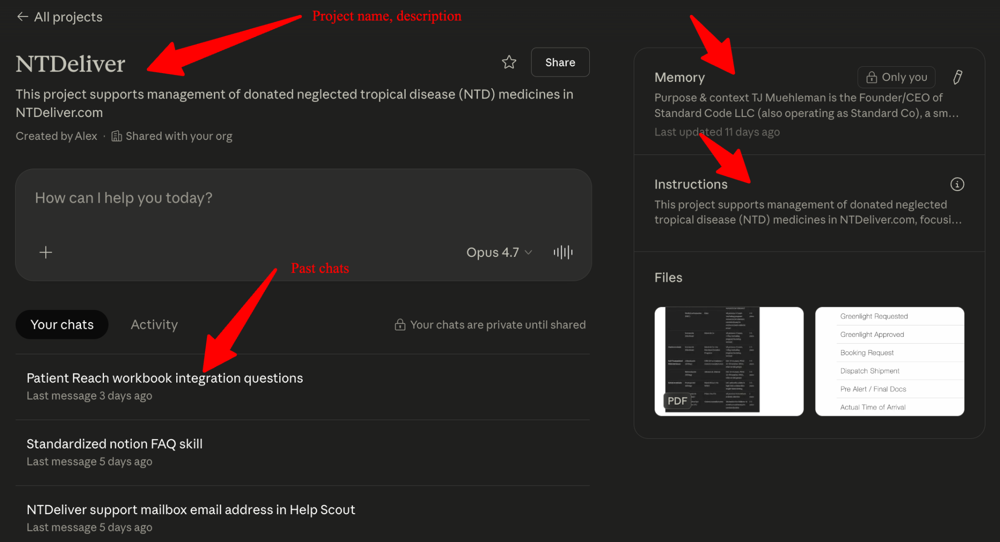 ← All projects
Project name, description
NTDeliver
Share
This project supports management of donated neglected tropical disease (NTD) medicines in
NTDeliver.com
Created by Alex · Shared with your org
How can I help you today?
Opus 4.7
Past chats
Your chats
Activity
Your chats are private until shared
Patient Reach workbook integration questions
Last message 3 days ago
Standardized notion FAQ skill
Last message 5 days ago
NTDeliver support mailbox email address in Help Scout
Last message 5 days ago
Memory
Only you
Purpose & context TJ Muehleman is the Founder/CEO of
Standard Code LLC (also operating as Standard Co), a sm...
Last updated 11 days ago
Instructions
This project supports management of donated neglected
tropical disease (NTD) medicines in NTDeliver.com, focusi...
Files
PDF
Greenlight Requested
Greenlight Approved
Booking Request
Dispatch Shipment
Pre Alert / Final Docs
Actual Time of Arrival